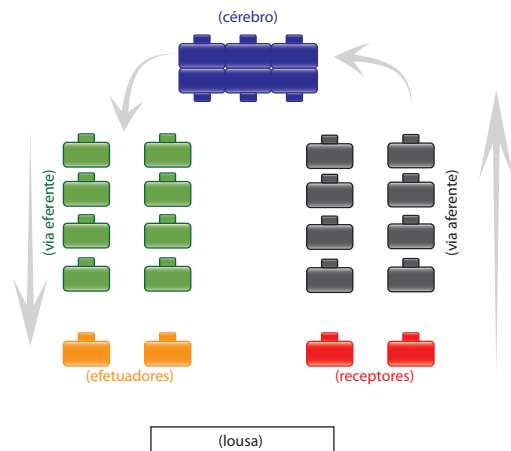 (cérebro)
(via eferente)
(via aferente)
(efetuadores)
(receptores)
(lousa)